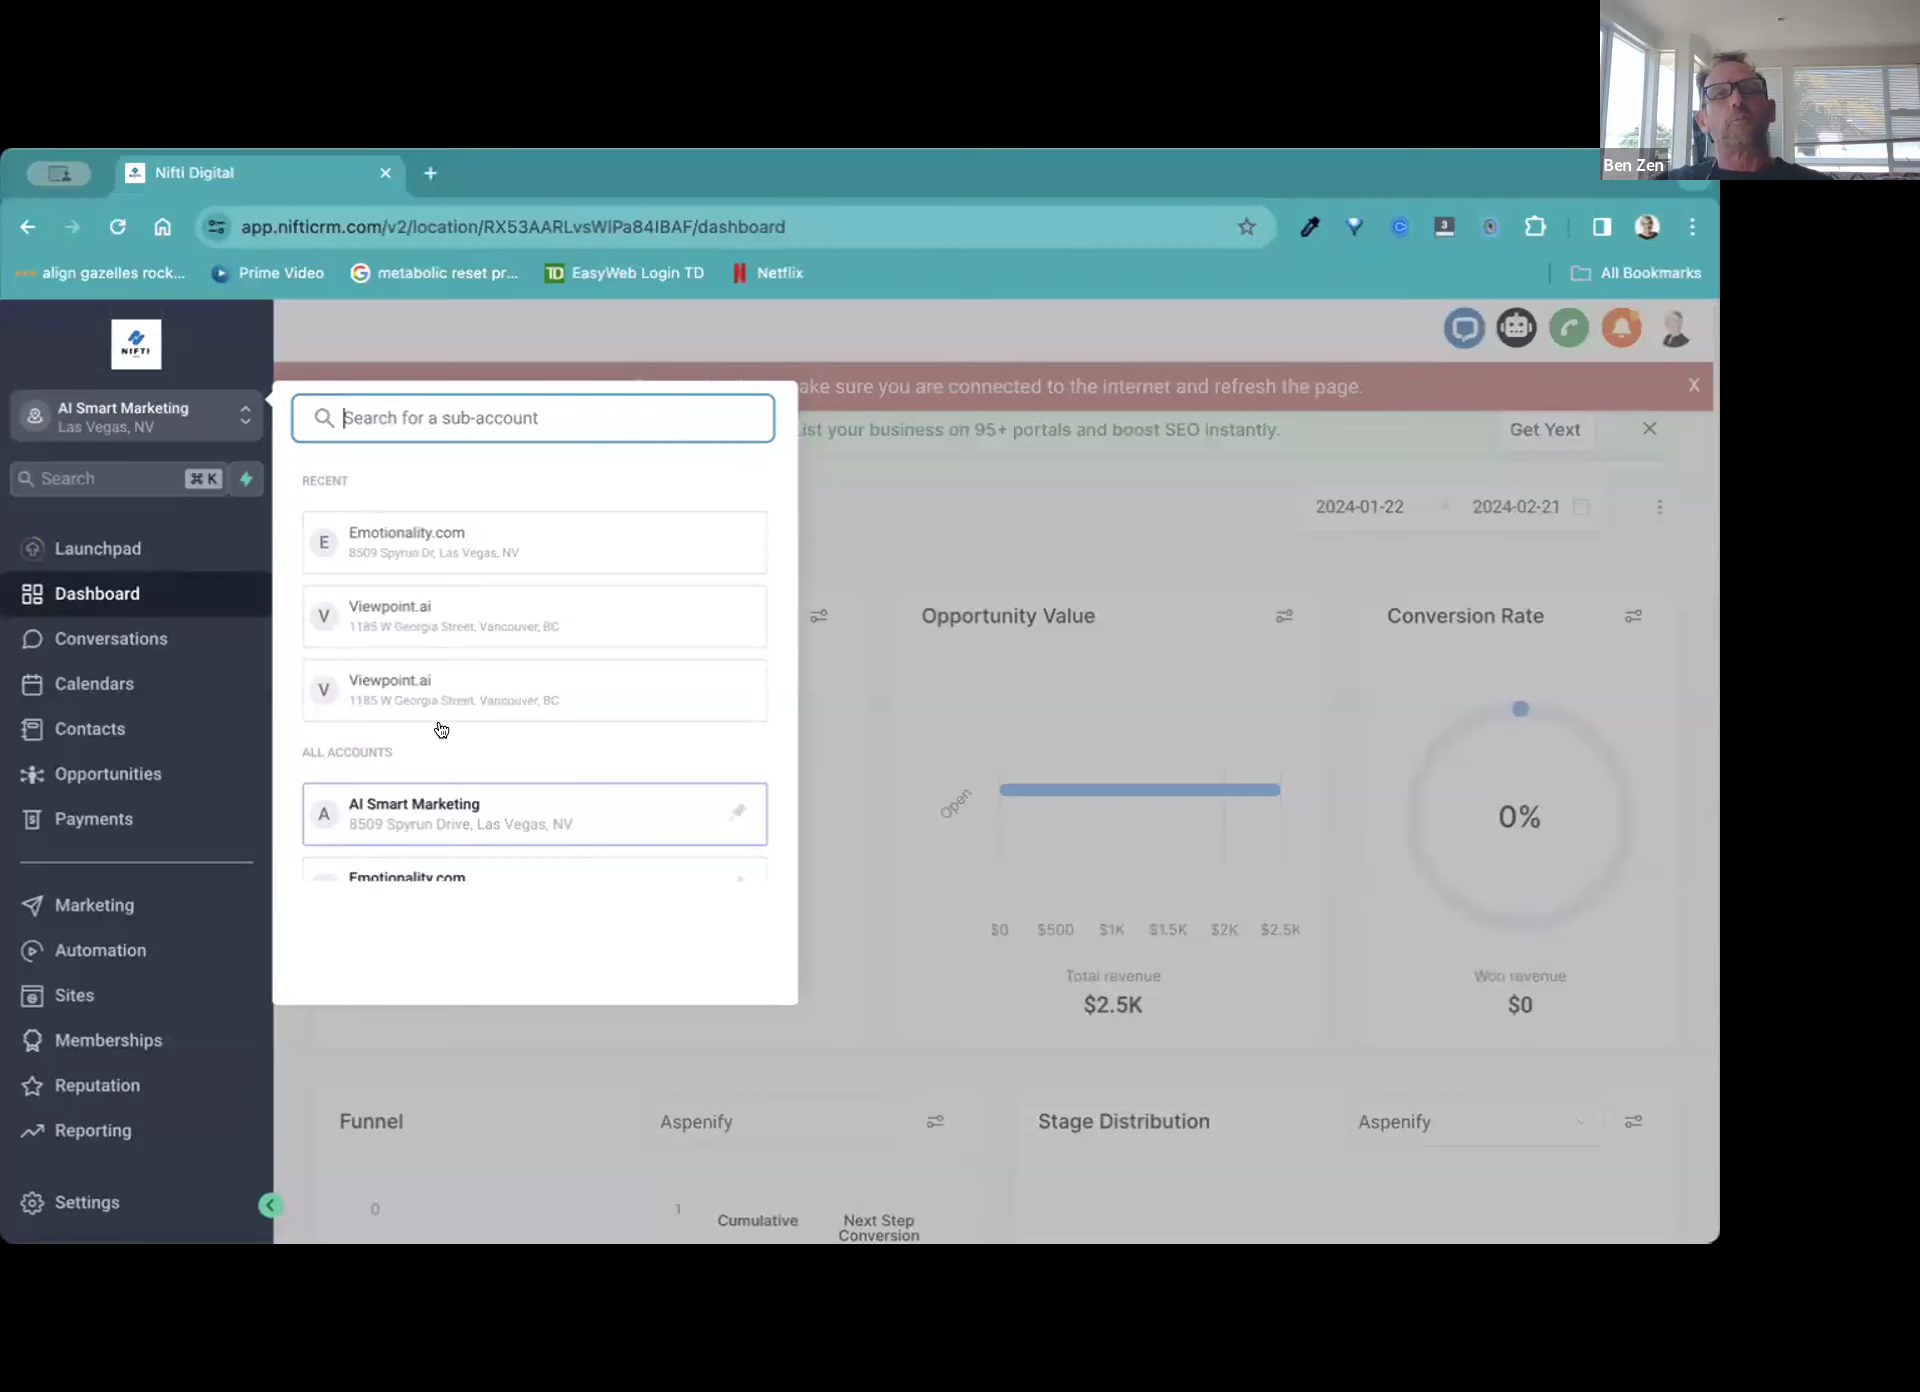 Ben Zen
Nifti Digital
app.nifticrm.com/v2/location/RX53AARLvsWlPa84IBAF/dashboard
3
align gazelles rock...
Prime Video
metabolic reset pr...
TD
EasyWeb Login TD
Netflix
All Bookmarks
NIFTI
AI Smart Marketing
Las Vegas, NV
Search
⌘ K
Launchpad
Dashboard
Conversations
Calendars
Contacts
Opportunities
Payments
Marketing
Automation
Sites
Memberships
Reputation
Reporting
Settings
Search for a sub-account
RECENT
E
Emotionality.com
8509 Spyrun Dr, Las Vegas, NV
V
Viewpoint.ai
1185 W Georgia Street, Vancouver, BC
V
Viewpoint.ai
1185 W Georgia Street, Vancouver, BC
ALL ACCOUNTS
A
AI Smart Marketing
8509 Spyrun Drive, Las Vegas, NV
Emotionality.com
ake sure you are connected to the internet and refresh the page.
X
ist your business on 95+ portals and boost SEO instantly.
Get Yext
2024-01-22
2024-02-21
Opportunity Value
Open
$0 $500 $1K $1.5K $2K $2.5K
Total revenue
$2.5K
Conversion Rate
0%
Won revenue
$0
Funnel
Aspenify
0
1
Cumulative
Next Step
Conversion
Stage Distribution
Aspenify